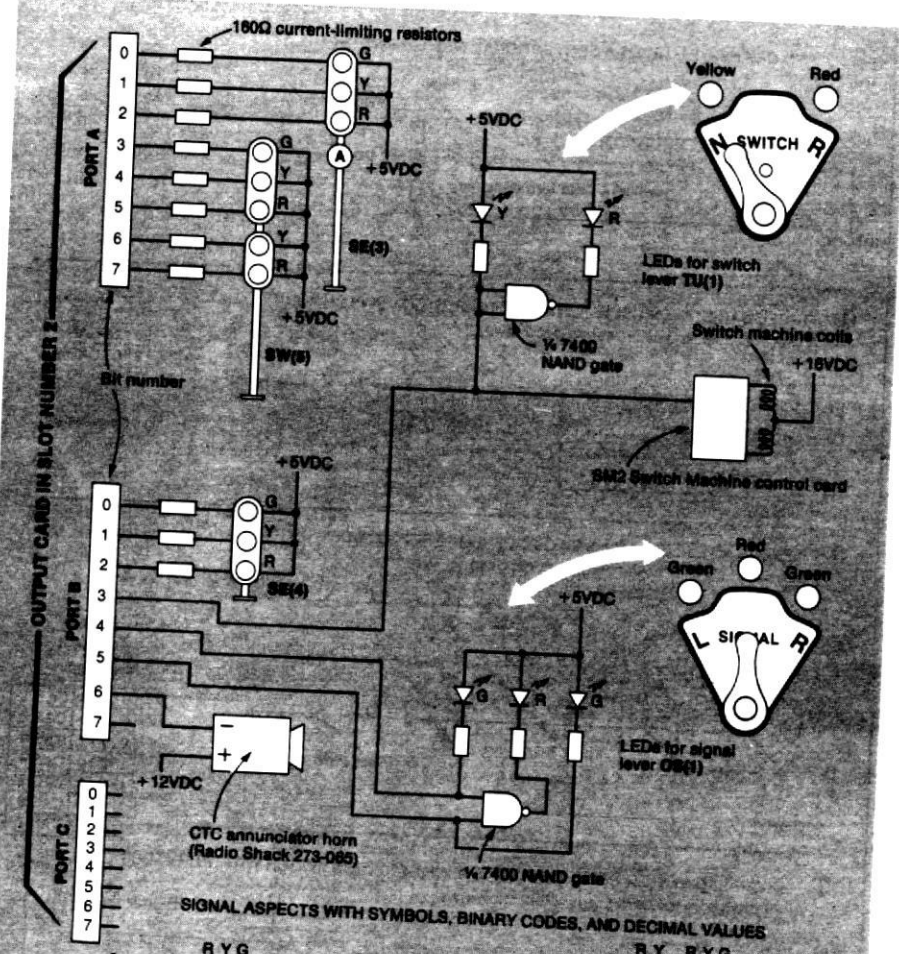 160Ω current-limiting resistors
OUTPUT CARD IN SLOT NUMBER 2
PORT A
0
1
2
3
4
5
6
7
G
Y
R
A
+5VDC
SE(3)
G
Y
R
Y
R
+5VDC
SW(5)
Bit number
+5VDC
Y
R
¼ 7400
NAND gate
Yellow
Red
N SWITCH R
LEDs for switch
lever TU(1)
Switch machine coils
+16VDC
SM2 Switch Machine control card
PORT B
0
1
2
3
4
5
6
7
+5VDC
G
Y
R
SE(4)
+12VDC
-
+
CTC annunciator horn
(Radio Shack 273-065)
+5VDC
G
R
G
¼ 7400 NAND gate
Green
Red
Green
L SIGNAL R
LEDs for signal
lever OS(1)
PORT C
0
1
2
3
4
5
6
7
SIGNAL ASPECTS WITH SYMBOLS, BINARY CODES, AND DECIMAL VALUES
R Y G
R Y R Y G